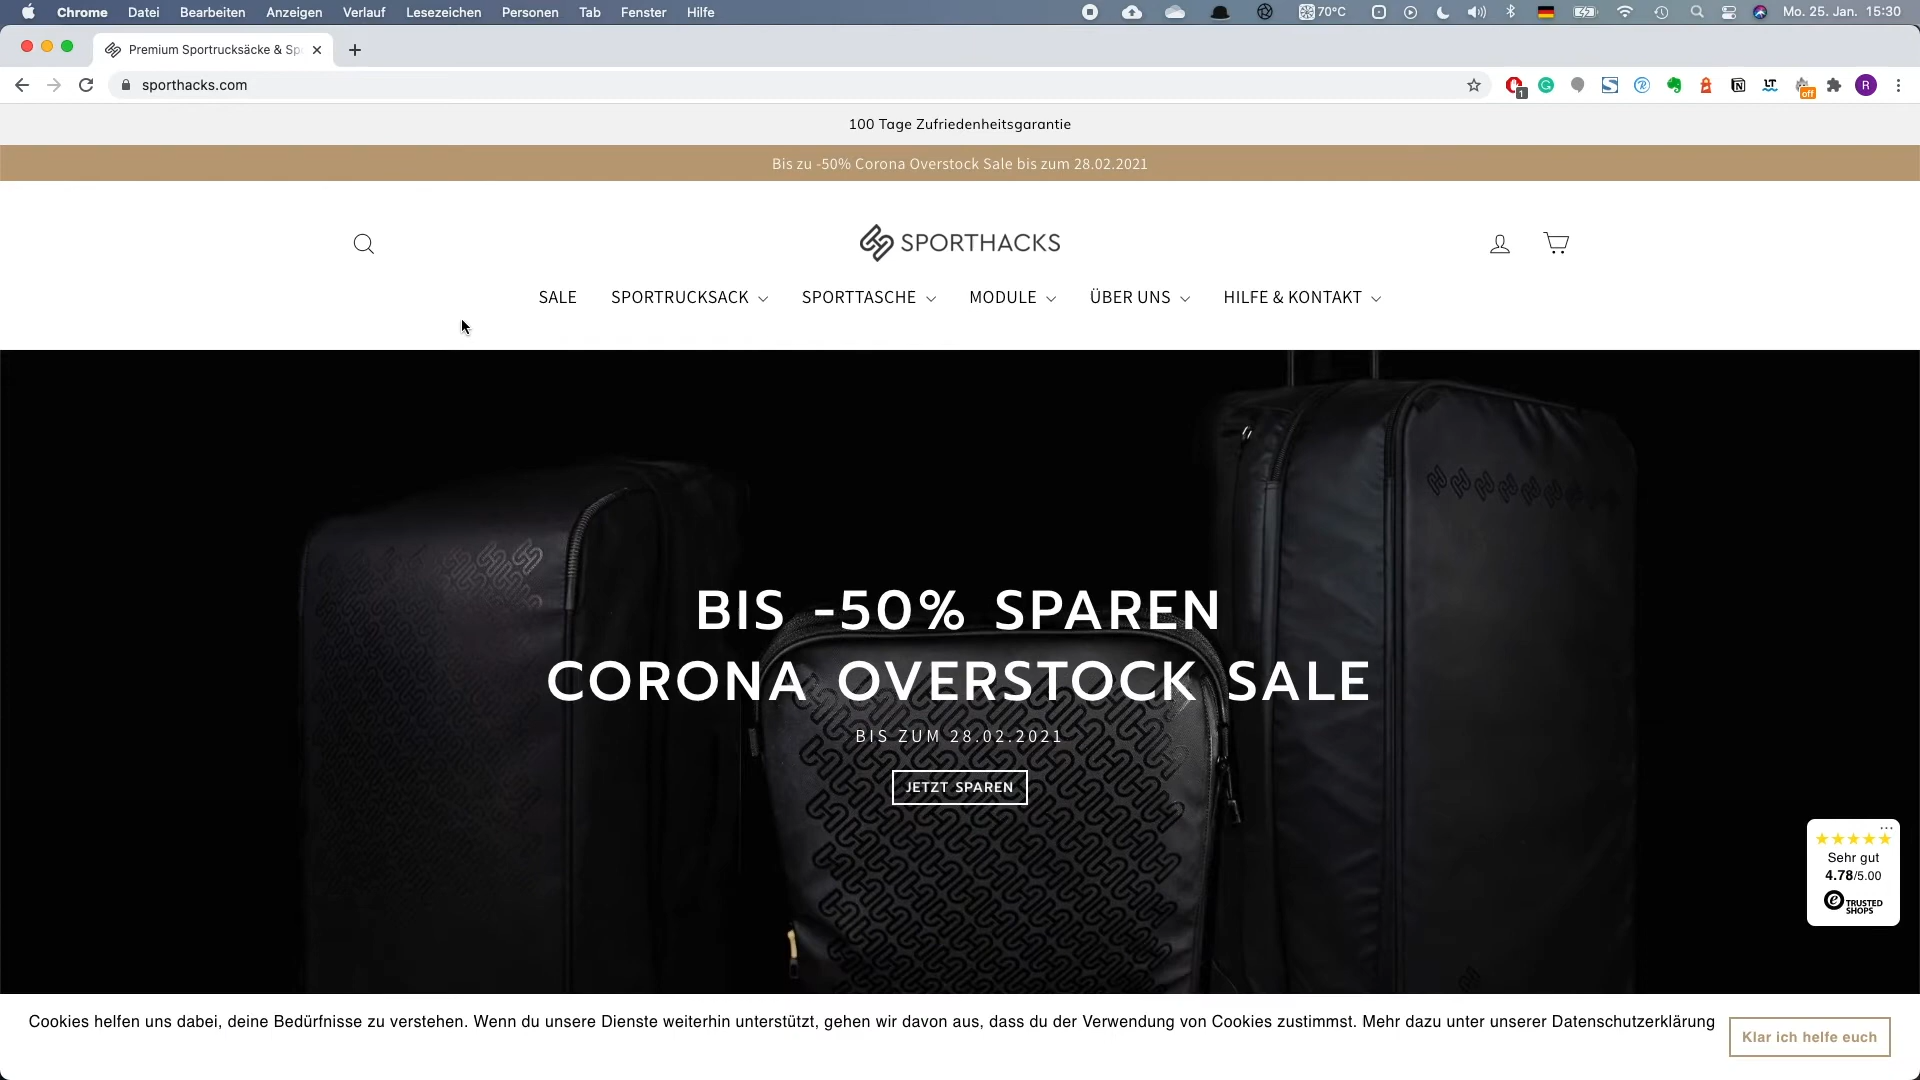 Chrome Datei Bearbeiten Anzeigen Verlauf Lesezeichen Personen Tab Fenster Hilfe 70°C Mo. 25. Jan. 15:30
Premium Sportrucksäcke & Sp
sporthacks.com
1
off
R
100 Tage Zufriedenheitsgarantie
Bis zu -50% Corona Overstock Sale bis zum 28.02.2021
SPORTHACKS
SALE SPORTRUCKSACK SPORTTASCHE MODULE ÜBER UNS HILFE & KONTAKT
BIS -50% SPAREN
CORONA OVERSTOCK SALE
BIS ZUM 28.02.2021
JETZT SPAREN
Sehr gut
4.78/5.00
TRUSTED
SHOPS
Cookies helfen uns dabei, deine Bedürfnisse zu verstehen. Wenn du unsere Dienste weiterhin unterstützt, gehen wir davon aus, dass du der Verwendung von Cookies zustimmst. Mehr dazu unter unserer Datenschutzerklärung
Klar ich helfe euch